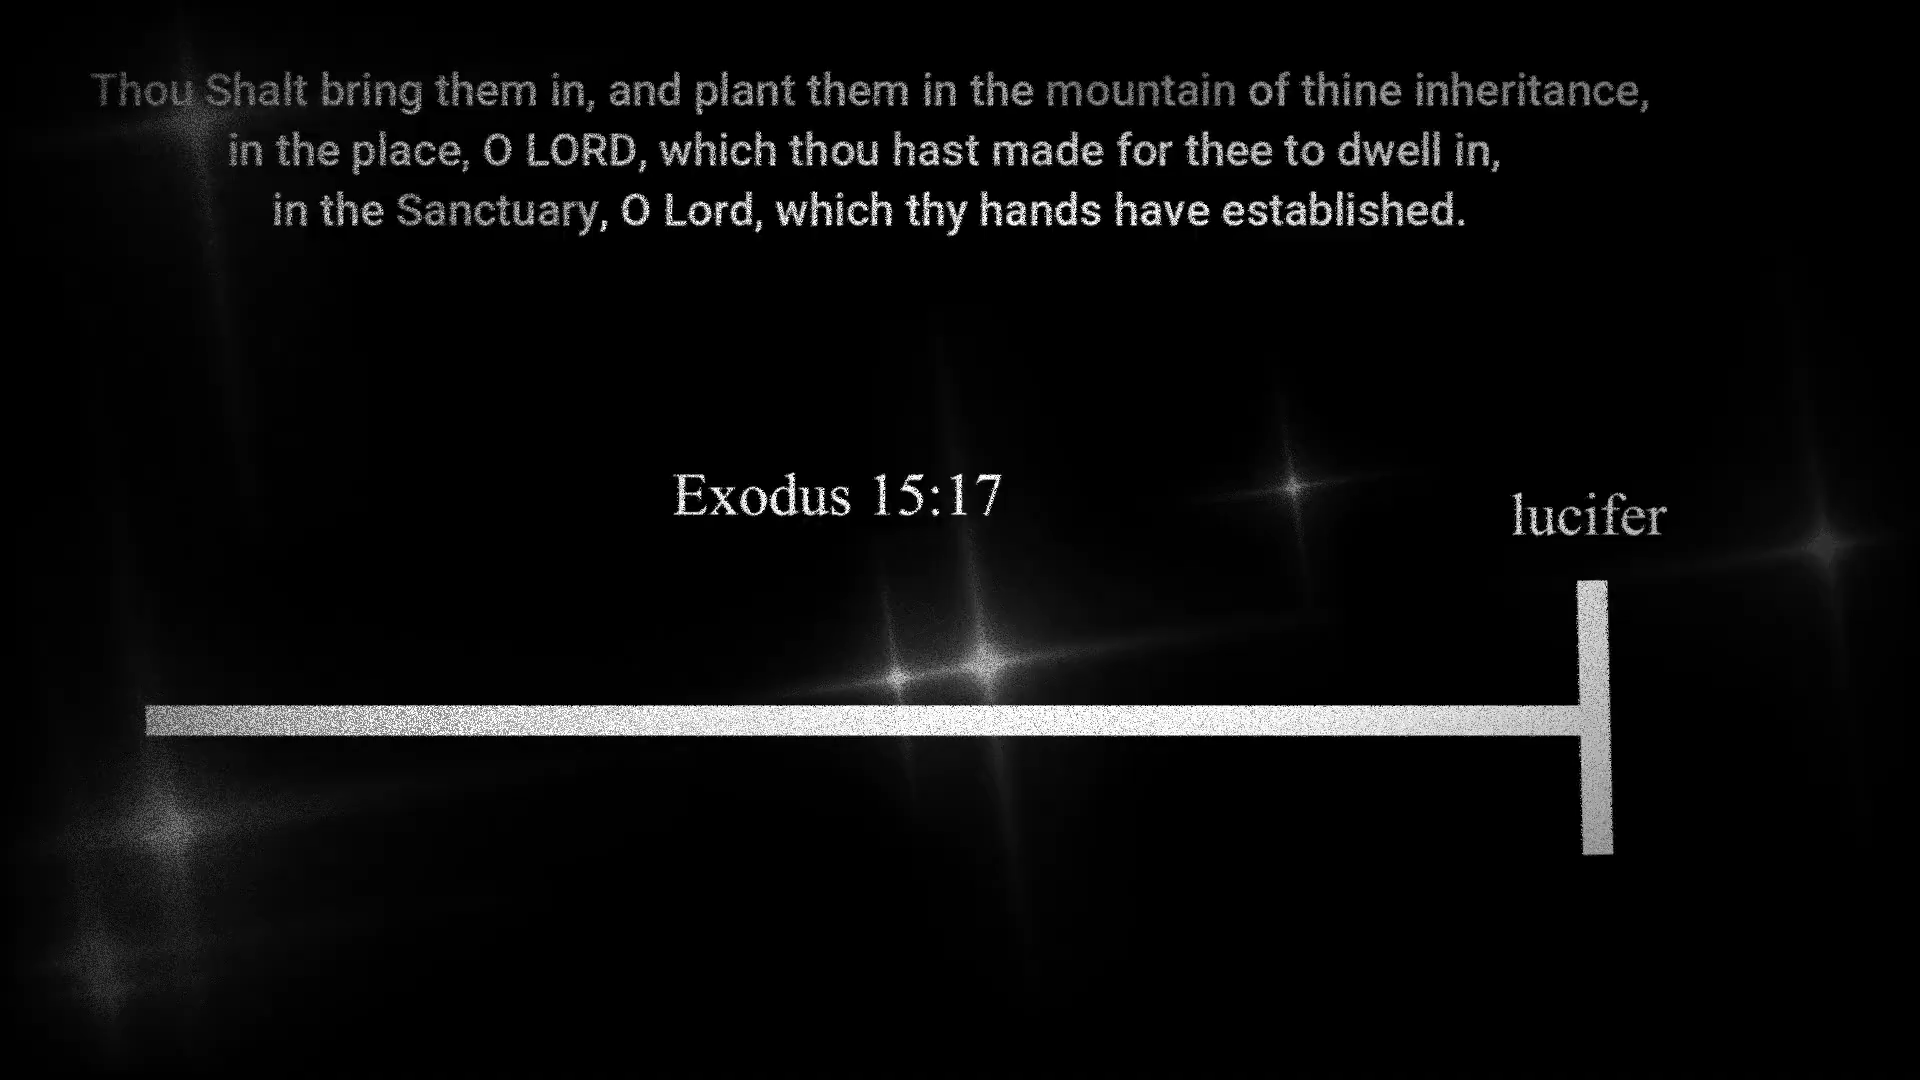 Thou Shalt bring them in, and plant them in the mountain of thine inheritance,
in the place, O LORD, which thou hast made for thee to dwell in,
in the Sanctuary, O Lord, which thy hands have established.
Exodus 15:17
lucifer